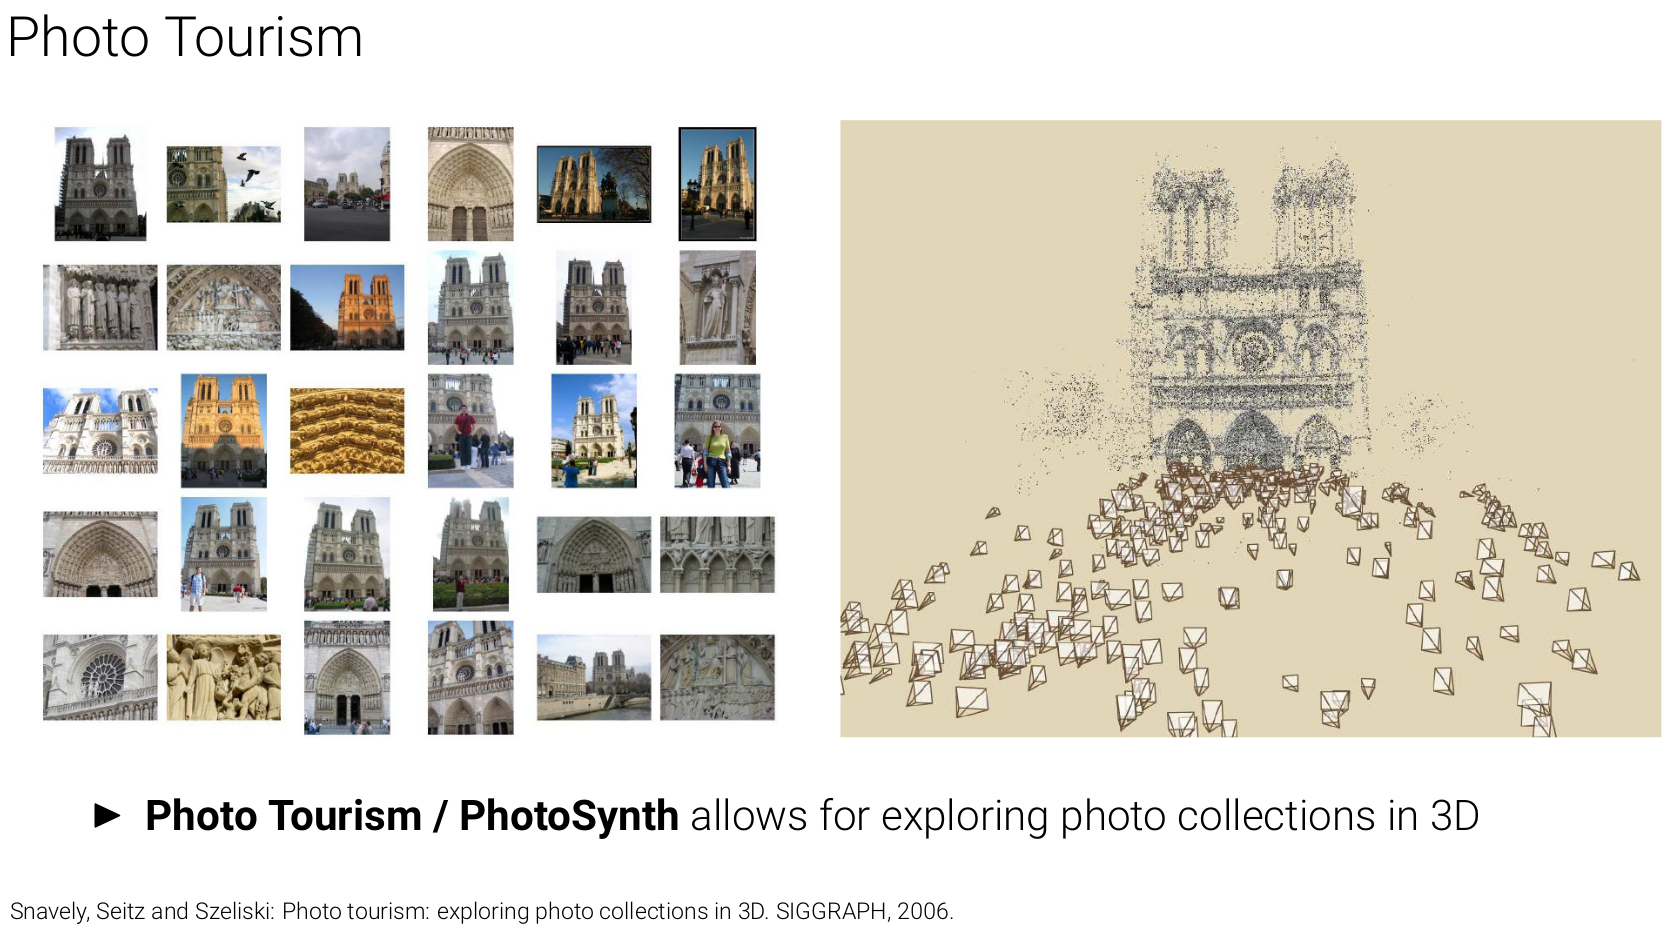 Photo Tourism
► Photo Tourism / PhotoSynth allows for exploring photo collections in 3D
Snavely, Seitz and Szeliski: Photo tourism: exploring photo collections in 3D. SIGGRAPH, 2006.